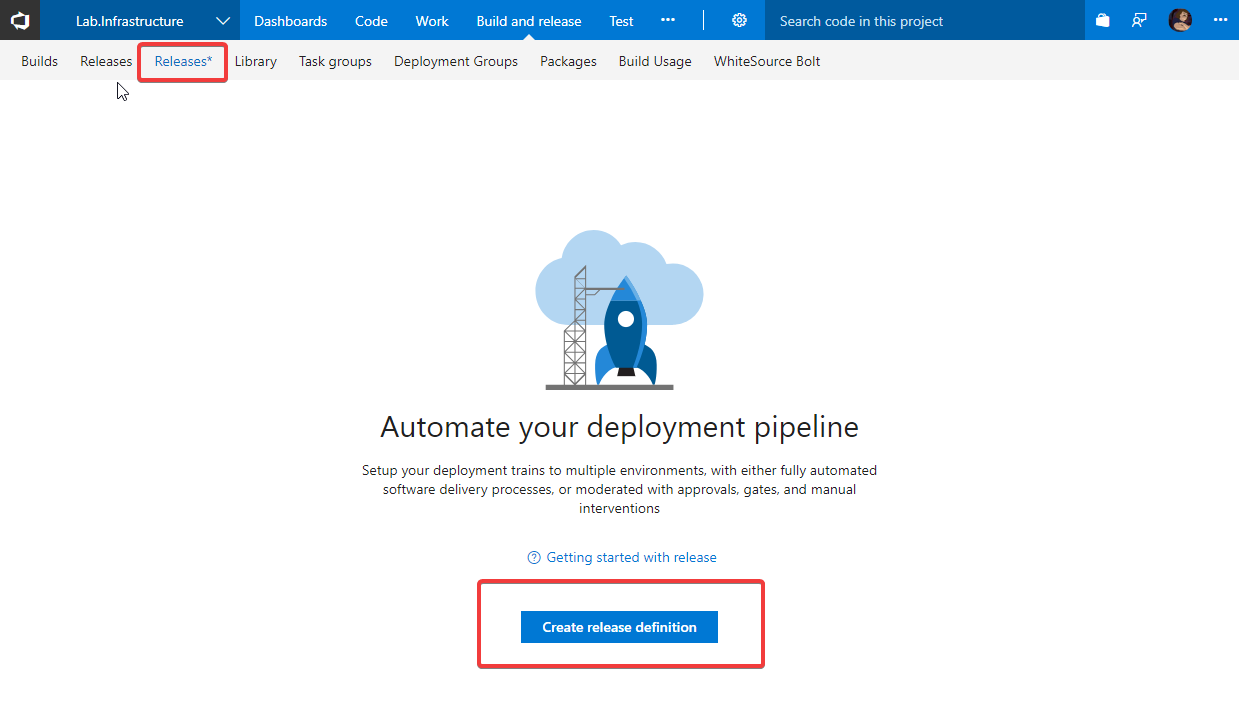 Lab.Infrastructure Dashboards Code Work Build and release Test Search code in this project
Builds Releases Releases* Library Task groups Deployment Groups Packages Build Usage WhiteSource Bolt
Automate your deployment pipeline
Setup your deployment trains to multiple environments, with either fully automated
software delivery processes, or moderated with approvals, gates, and manual
interventions
Getting started with release
Create release definition